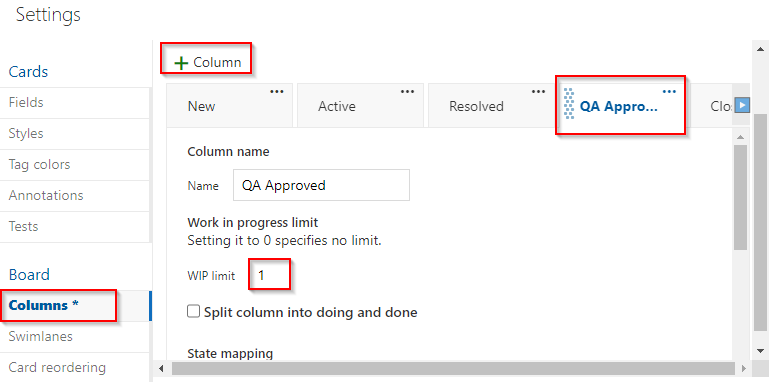 Settings
Cards
Fields
Styles
Tag colors
Annotations
Tests
Board
Columns *
Swimlanes
Card reordering
+ Column
New ... Active ... Resolved ... QA Appro... ... Clo
Column name
Name QA Approved
Work in progress limit
Setting it to 0 specifies no limit.
WIP limit 1
Split column into doing and done
State mapping